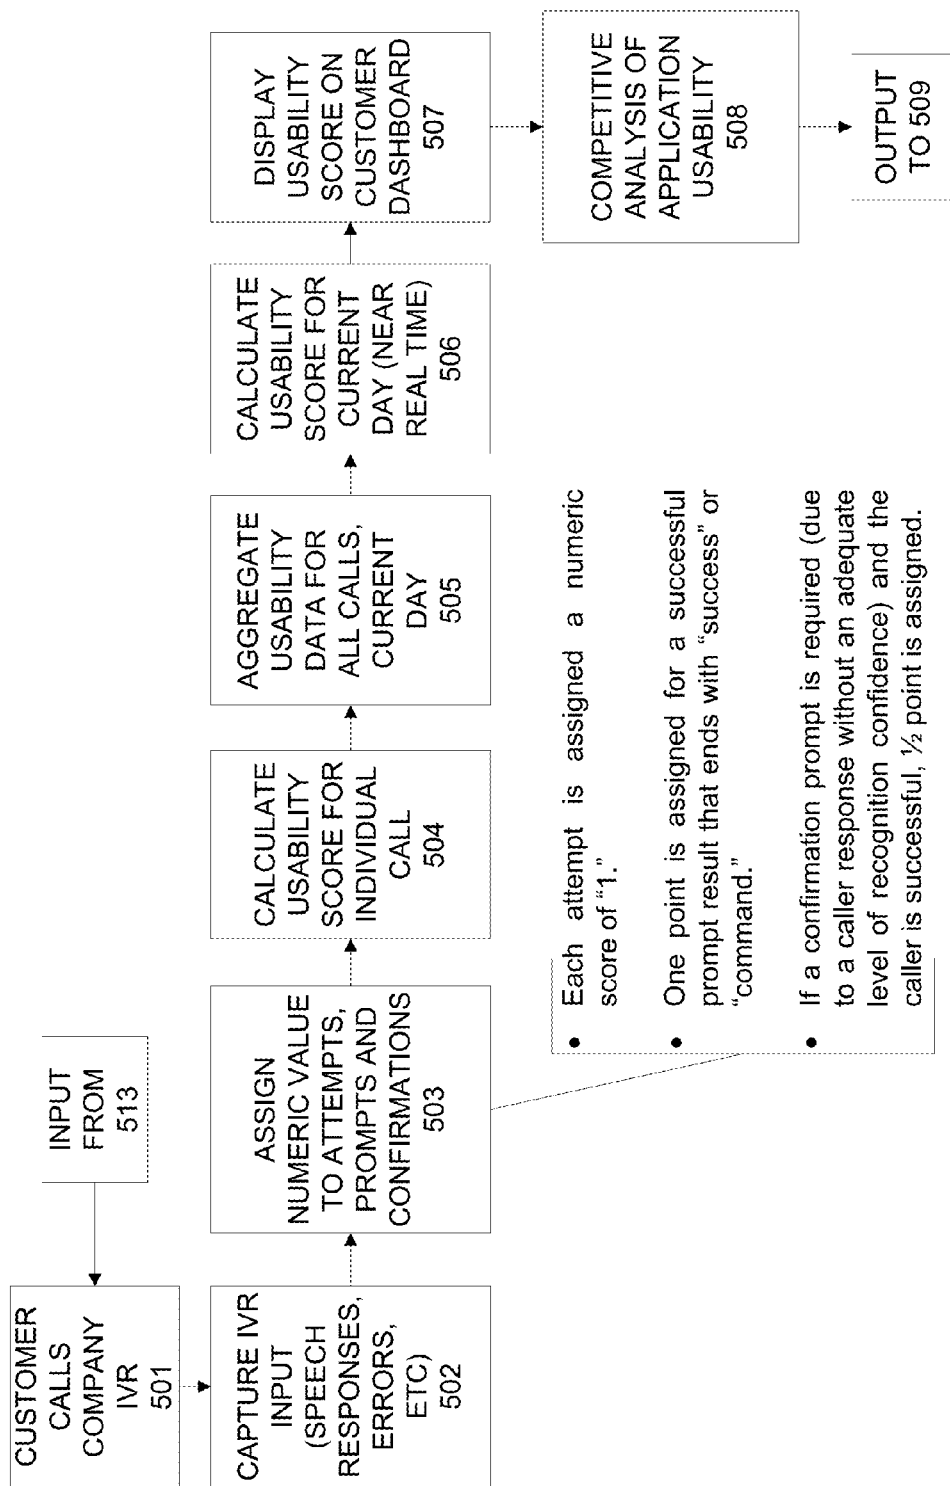 CUSTOMER
CALLS
COMPANY
IVR
501
INPUT
FROM
513
CAPTURE IVR
INPUT
(SPEECH
RESPONSES,
ERRORS,
ETC)
502
ASSIGN
NUMERIC VALUE
TO ATTEMPTS,
PROMPTS AND
CONFIRMATIONS
503
CALCULATE
USABILITY
SCORE FOR
INDIVIDUAL
CALL
504
AGGREGATE
USABILITY
DATA FOR
ALL CALLS,
CURRENT
DAY
505
CALCULATE
USABILITY
SCORE FOR
CURRENT
DAY (NEAR
REAL TIME)
506
DISPLAY
USABILITY
SCORE ON
CUSTOMER
DASHBOARD
507
COMPETITIVE
ANALYSIS OF
APPLICATION
USABILITY
508
OUTPUT
TO 509
• Each attempt is assigned a numeric
score of “1.”
• One point is assigned for a successful
prompt result that ends with “success” or
“command.”
• If a confirmation prompt is required (due
to a caller response without an adequate
level of recognition confidence) and the
caller is successful, ½ point is assigned.